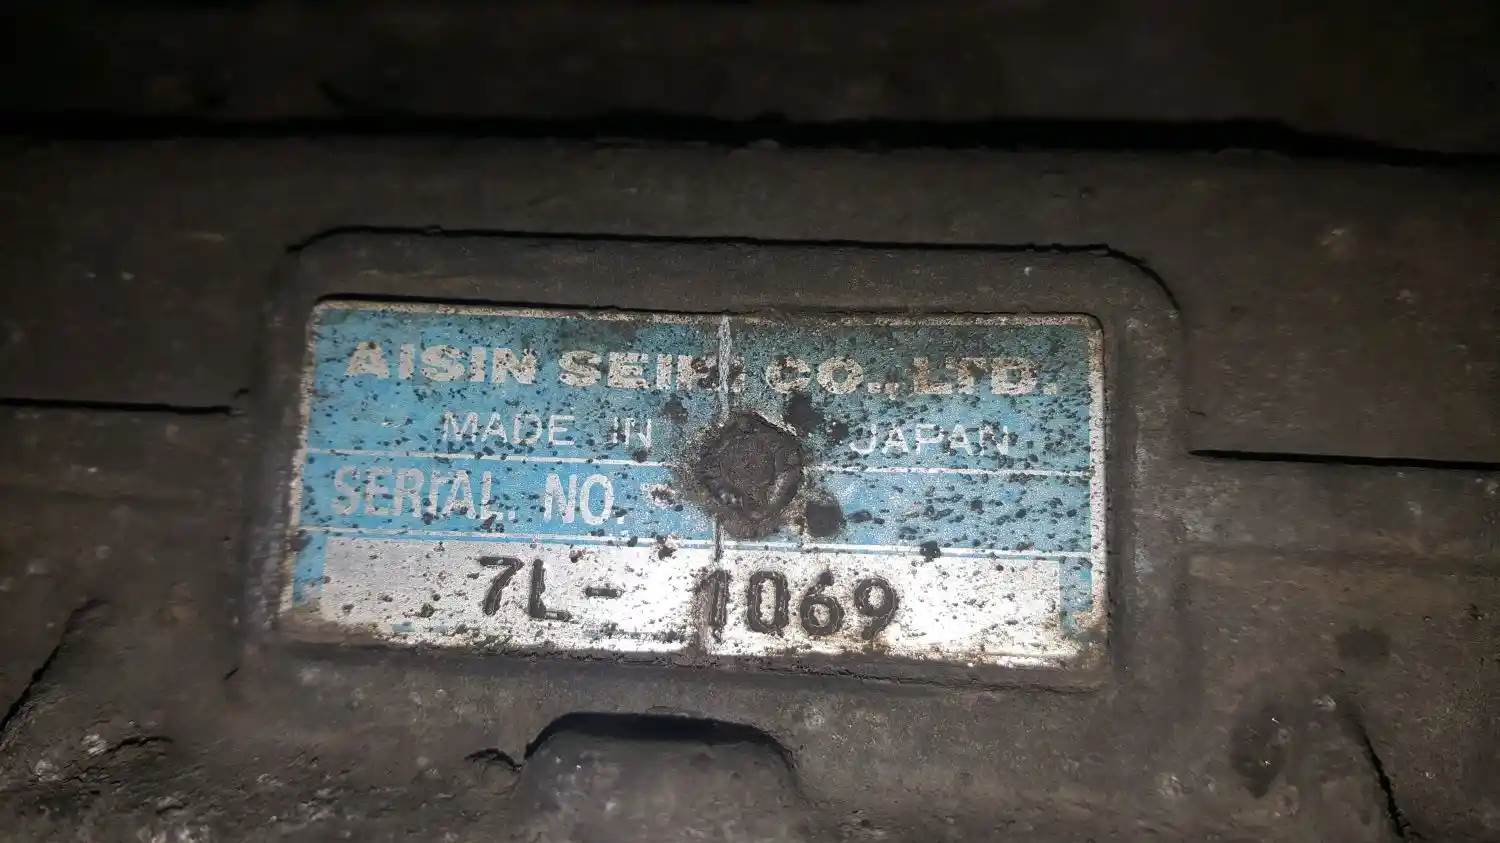 AISIN SEIKI CO., LTD.
MADE IN JAPAN
SERIAL NO.
7L- 1069